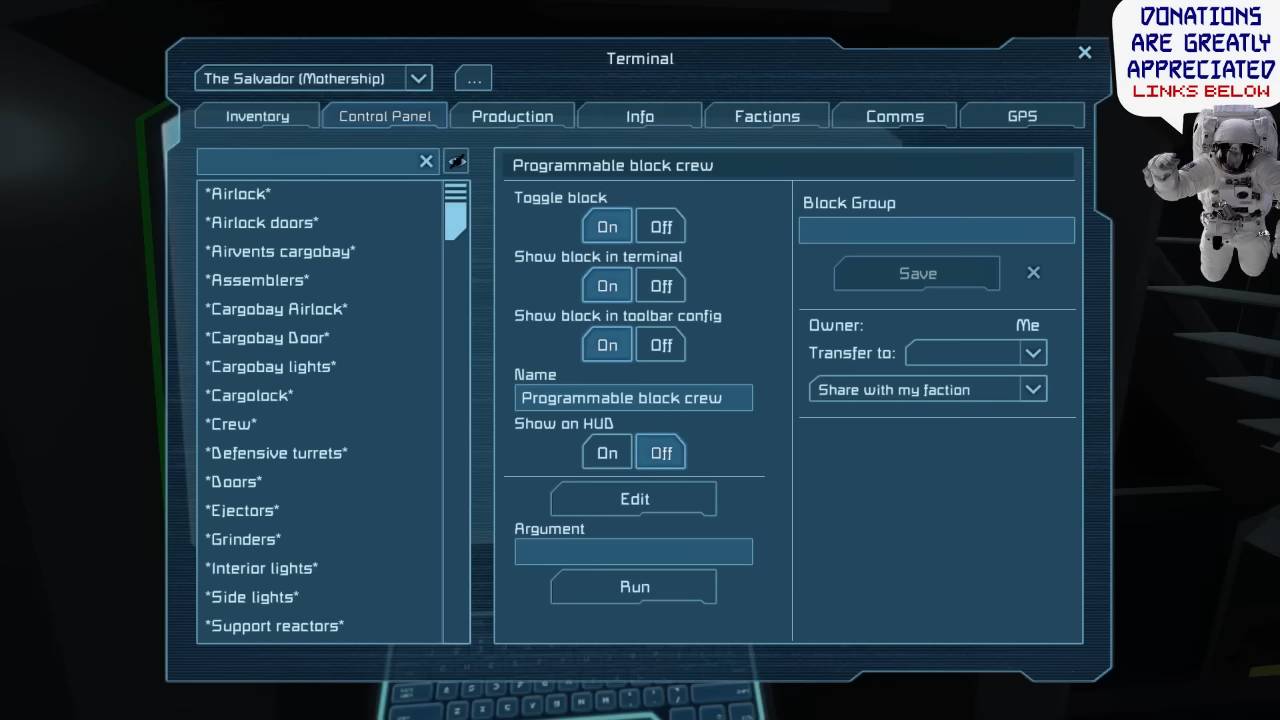 DONATIONS
ARE GREATLY
APPRECIATED
LINKS BELOW
Terminal
The Salvador (Mothership)
...
Inventory
Control Panel
Production
Info
Factions
Comms
GPS
*Airlock*
*Airlock doors*
*Airvents cargobay*
*Assemblers*
*Cargobay Airlock*
*Cargobay Door*
*Cargobay lights*
*Cargolock*
*Crew*
*Defensive turrets*
*Doors*
*Ejectors*
*Grinders*
*Interior lights*
*Side lights*
*Support reactors*
Programmable block crew
Toggle block
On Off
Show block in terminal
On Off
Show block in toolbar config
On Off
Name
Programmable block crew
Show on HUD
On Off
Edit
Argument
Run
Block Group
Save
Owner: Me
Transfer to:
Share with my faction